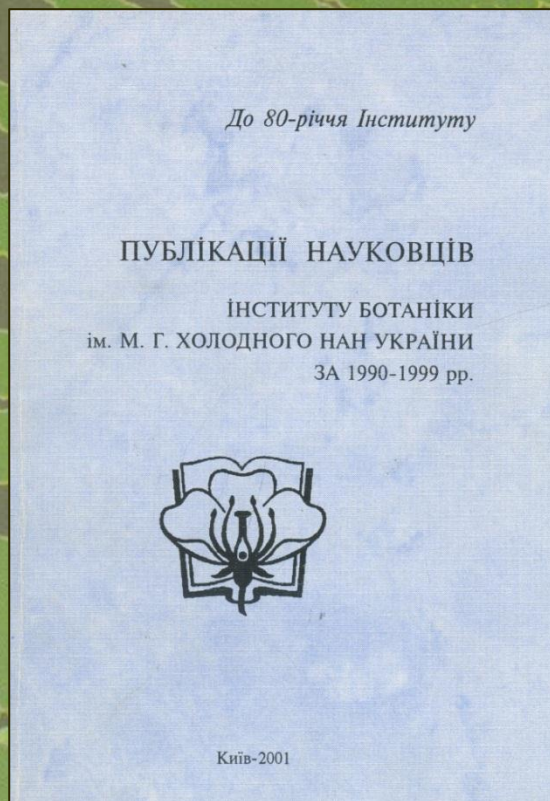 До 80-річчя Інституту
ПУБЛІКАЦІЇ НАУКОВЦІВ
ІНСТИТУТУ БОТАНІКИ
ім. М. Г. ХОЛОДНОГО НАН УКРАЇНИ
ЗА 1990-1999 рр.
Київ-2001